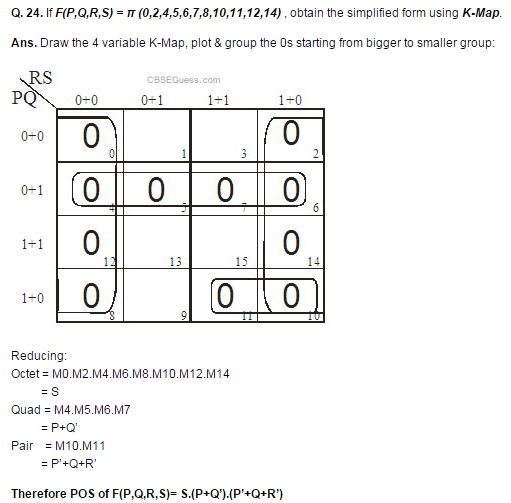 Q. 24. If F(P,Q,R,S) = π (0,2,4,5,6,7,8,10,11,12,14) , obtain the simplified form using K-Map.
Ans. Draw the 4 variable K-Map, plot & group the 0s starting from bigger to smaller group:
RS
CBSEGuess.com
PQ 0+0 0+1 1+1 1+0
0+0 0 0
0 1 3 2
0+1 0 0 0 0
4 5 7 6
1+1 0 0
12 13 15 14
1+0 0 0 0
8 9 11 10
Reducing:
Octet = M0.M2.M4.M6.M8.M10.M12.M14
= S
Quad = M4.M5.M6.M7
= P+Q'
Pair = M10.M11
= P'+Q+R'
Therefore POS of F(P,Q,R,S)= S.(P+Q').(P'+Q+R')